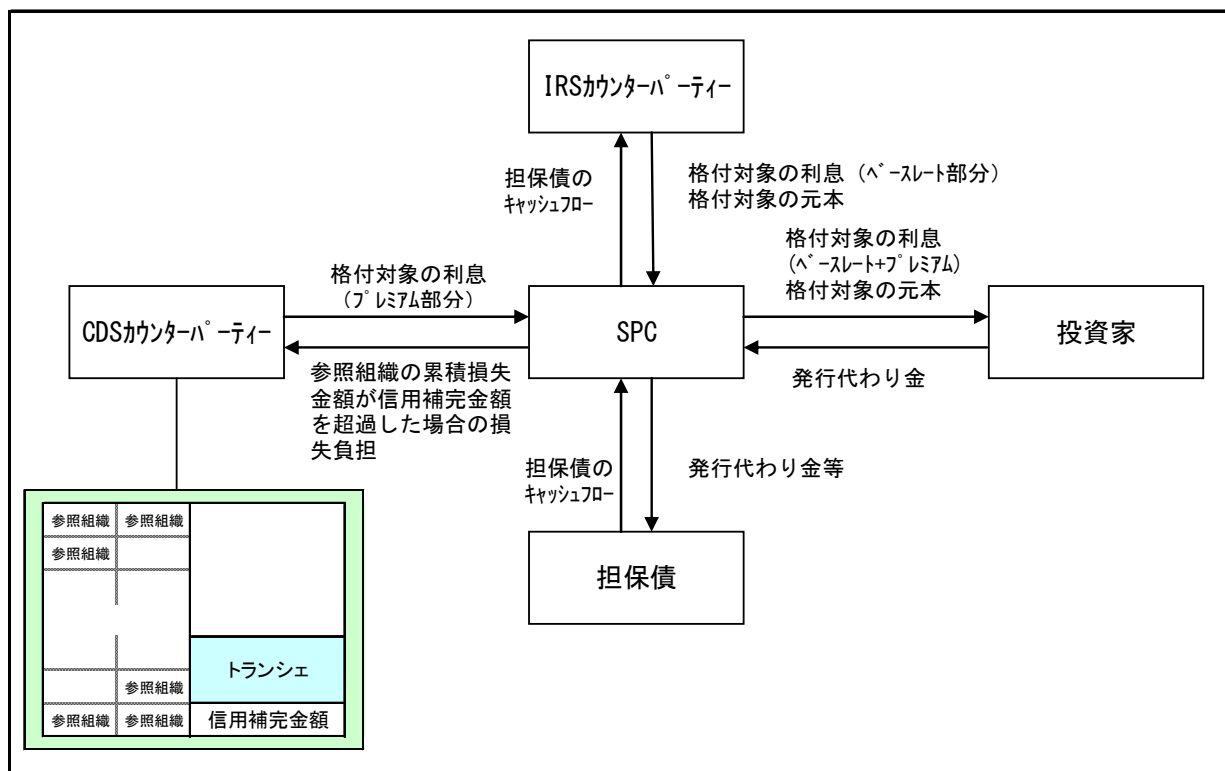 IRSｶｳﾝﾀｰﾊﾟｰﾃｨｰ
担保債の
ｷｬｯｼｭﾌﾛｰ
格付対象の利息（ﾍﾞｰｽﾚｰﾄ部分）
格付対象の元本
格付対象の利息
（ﾌﾟﾚﾐｱﾑ部分）
格付対象の利息
(ﾍﾞｰｽﾚｰﾄ+ﾌﾟﾚﾐｱﾑ)
格付対象の元本
CDSｶｳﾝﾀｰﾊﾟｰﾃｨｰ
SPC
投資家
参照組織の累積損失
金額が信用補完金額
を超過した場合の損
失負担
発行代わり金
担保債の
ｷｬｯｼｭﾌﾛｰ
発行代わり金等
担保債
参照組織 参照組織
参照組織
トランシェ
参照組織
参照組織 参照組織 信用補完金額